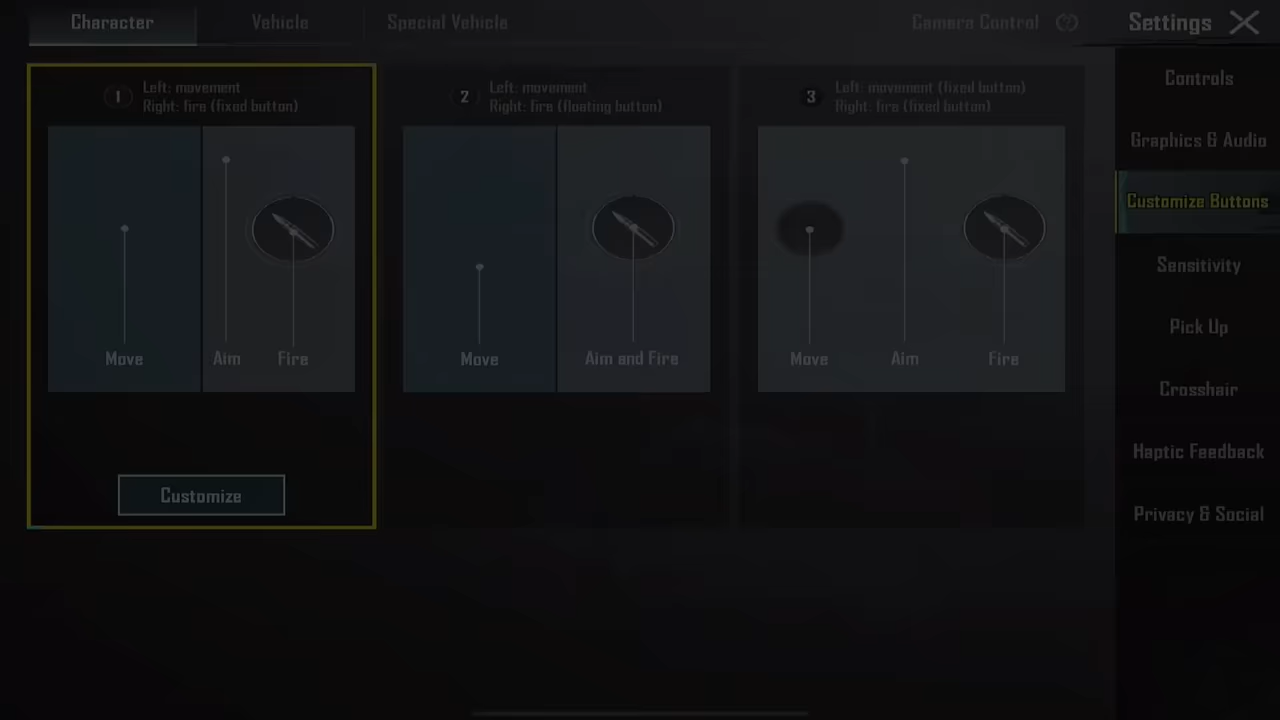 Character
Vehicle
Special Vehicle
Camera Control
Settings
1
Left: movement
Right: fire (fixed button)
Move
Aim
Fire
Customize
2
Left: movement
Right: fire (floating button)
Move
Aim and Fire
3
Left: movement (fixed button)
Right: fire (fixed button)
Move
Aim
Fire
Controls
Graphics & Audio
Customize Buttons
Sensitivity
Pick Up
Crosshair
Haptic Feedback
Privacy & Social